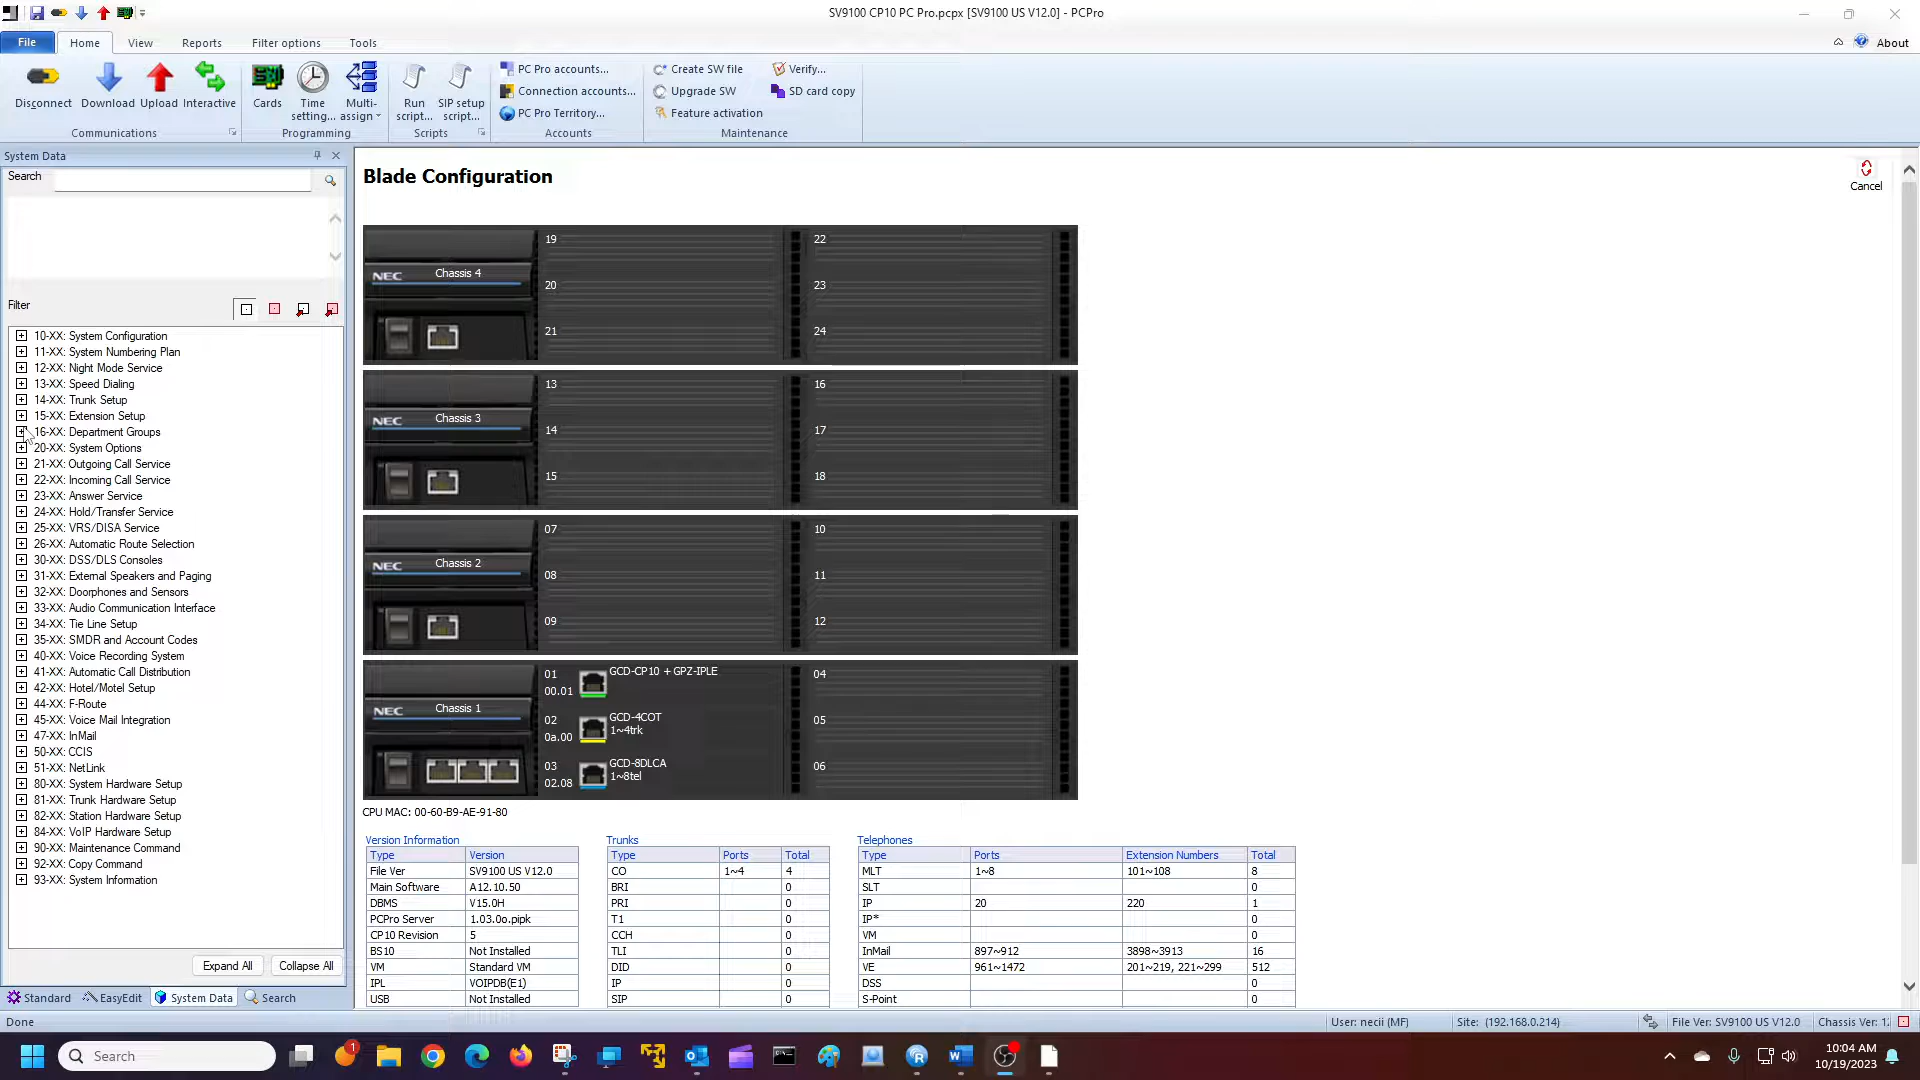 SV9100 CP10 PC Pro.pcpx [SV9100 US V12.0] - PCPro
File Home View Reports Filter options Tools About
Disconnect Download Upload Interactive
Communications
Cards Time setting... Multi-assign
Programming
Run script... SIP setup script...
Scripts
PC Pro accounts...
Connection accounts...
PC Pro Territory...
Accounts
Create SW file Verify...
Upgrade SW SD card copy
Feature activation
Maintenance
System Data
Search
Filter
10-XX: System Configuration
11-XX: System Numbering Plan
12-XX: Night Mode Service
13-XX: Speed Dialing
14-XX: Trunk Setup
15-XX: Extension Setup
16-XX: Department Groups
20-XX: System Options
21-XX: Outgoing Call Service
22-XX: Incoming Call Service
23-XX: Answer Service
24-XX: Hold/Transfer Service
25-XX: VRS/DISA Service
26-XX: Automatic Route Selection
30-XX: DSS/DLS Consoles
31-XX: External Speakers and Paging
32-XX: Doorphones and Sensors
33-XX: Audio Communication Interface
34-XX: Tie Line Setup
35-XX: SMDR and Account Codes
40-XX: Voice Recording System
41-XX: Automatic Call Distribution
42-XX: Hotel/Motel Setup
44-XX: F-Route
45-XX: Voice Mail Integration
47-XX: InMail
50-XX: CCIS
51-XX: NetLink
80-XX: System Hardware Setup
81-XX: Trunk Hardware Setup
82-XX: Station Hardware Setup
84-XX: VoIP Hardware Setup
90-XX: Maintenance Command
92-XX: Copy Command
93-XX: System Information
Expand All Collapse All
Standard EasyEdit System Data Search
Blade Configuration
Cancel
NEC Chassis 4
19 22
20 23
21 24
NEC Chassis 3
13 16
14 17
15 18
NEC Chassis 2
07 10
08 11
09 12
NEC Chassis 1
01 GCD-CP10 + GPZ-IPLE 04
00.01
02 GCD-4COT 05
0a.00 1~4trk
03 GCD-8DLCA 06
02.08 1~8tel
CPU MAC: 00-60-B9-AE-91-80
Version Information
Type Version
File Ver SV9100 US V12.0
Main Software A12.10.50
DBMS V15.0H
PCPro Server 1.03.0o.pipk
CP10 Revision 5
BS10 Not Installed
VM Standard VM
IPL VOIPDB(E1)
USB Not Installed
Trunks
Type Ports Total
CO 1~4 4
BRI 0
PRI 0
T1 0
CCH 0
TLI 0
DID 0
IP 0
SIP 0
Telephones
Type Ports Extension Numbers Total
MLT 1~8 101~108 8
SLT 0
IP 20 220 1
IP* 0
VM 0
InMail 897~912 3898~3913 16
VE 961~1472 201~219, 221~299 512
DSS 0
S-Point 0
Done User: necii (MF) Site: (192.168.0.214) File Ver: SV9100 US V12.0 Chassis Ver: 1
Search 1 10:04 AM
10/19/2023